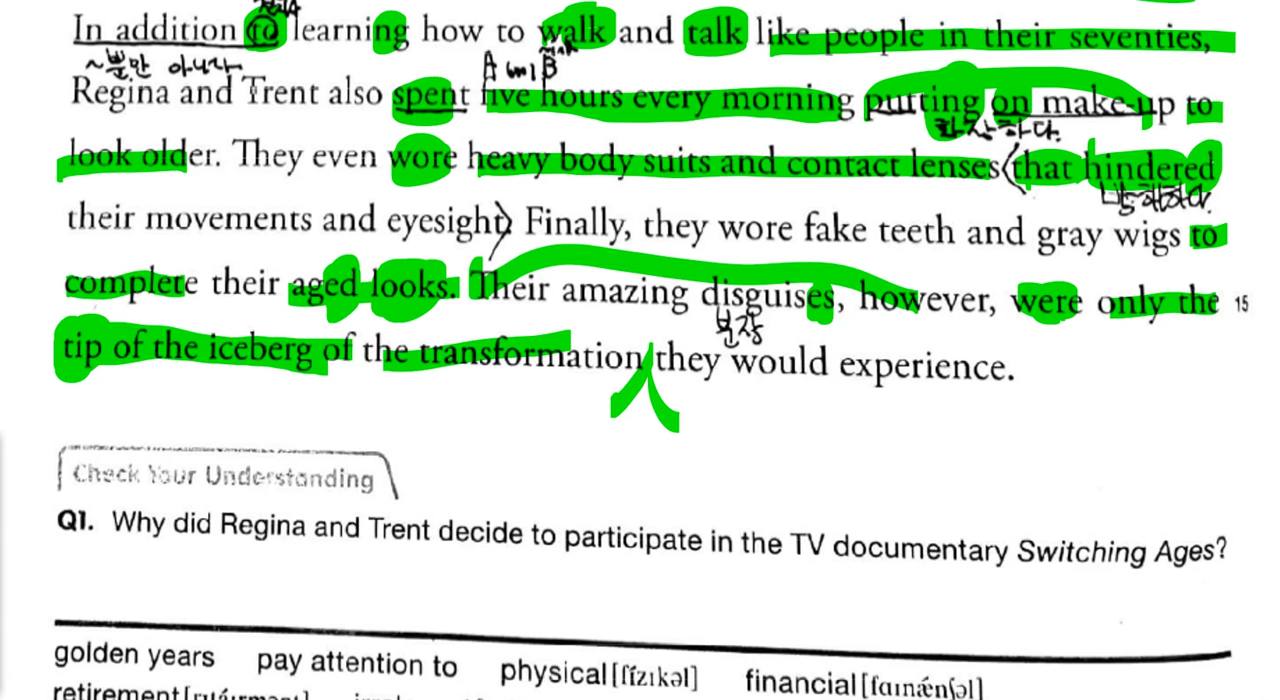 전치사
In addition to learning how to walk and talk like people in their seventies,
~뿐만 아니라
Regina and Trent also spent five hours every morning putting on make-up to
화장하다.
look older. They even wore heavy body suits and contact lenses (that hindered
방해하다.
their movements and eyesight) Finally, they wore fake teeth and gray wigs to
complete their aged looks. Their amazing disguises, however, were only the 15
분장
tip of the iceberg of the transformation they would experience.
Check Your Understanding
Q1. Why did Regina and Trent decide to participate in the TV documentary Switching Ages?
golden years pay attention to physical[fízɪkəl] financial[faɪnǽnʃəl]